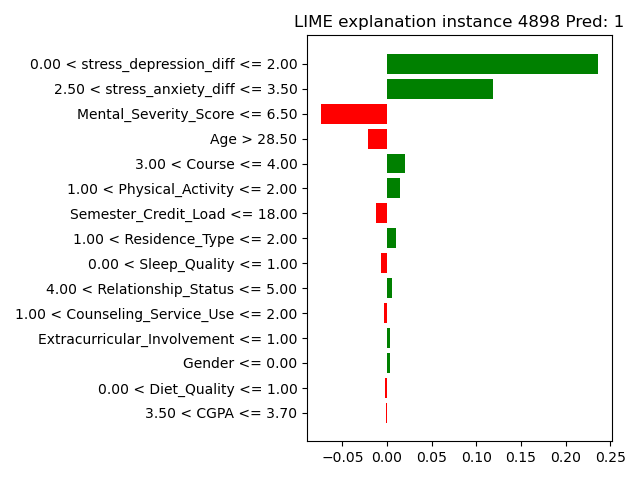 LIME explanation instance 4898 Pred: 1
0.00 < stress_depression_diff <= 2.00
2.50 < stress_anxiety_diff <= 3.50
Mental_Severity_Score <= 6.50
Age > 28.50
3.00 < Course <= 4.00
1.00 < Physical_Activity <= 2.00
Semester_Credit_Load <= 18.00
1.00 < Residence_Type <= 2.00
0.00 < Sleep_Quality <= 1.00
4.00 < Relationship_Status <= 5.00
1.00 < Counseling_Service_Use <= 2.00
Extracurricular_Involvement <= 1.00
Gender <= 0.00
0.00 < Diet_Quality <= 1.00
3.50 < CGPA <= 3.70
−0.05 0.00 0.05 0.10 0.15 0.20 0.25